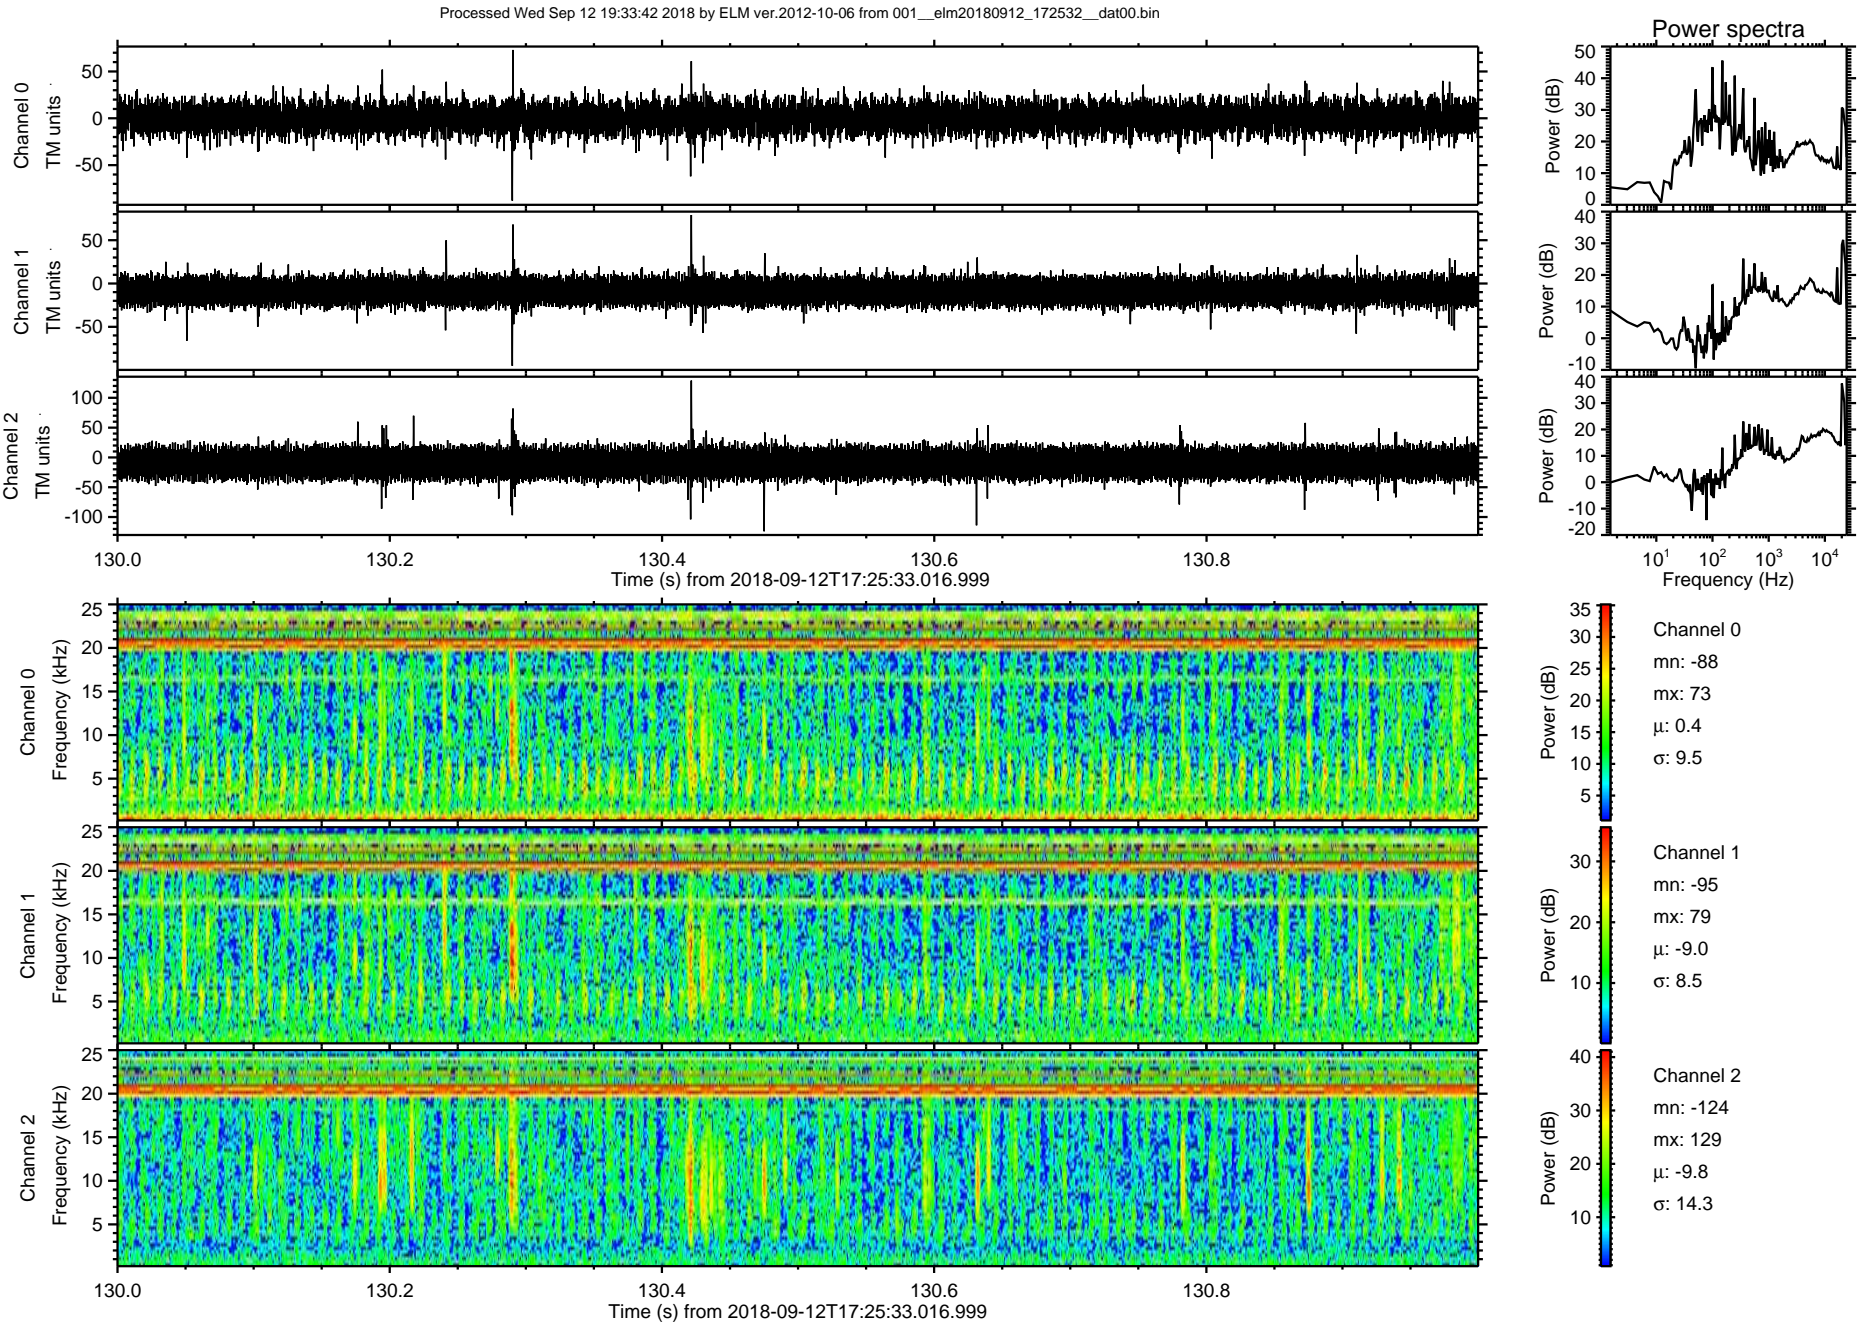 Processed Wed Sep 12 19:33:42 2018 by ELM ver.2012-10-06 from 001__elm20180912_172532__dat00.bin
Power spectra
Channel 0
TM units
50
0
-50
Power (dB)
50
40
30
20
10
0
Channel 1
TM units
50
0
-50
Power (dB)
40
30
20
10
0
-10
Channel 2
TM units
100
50
0
-50
-100
Power (dB)
40
30
20
10
0
-10
-20
130.0 130.2 130.4 130.6 130.8
Time (s) from 2018-09-12T17:25:33.016.999
10^1 10^2 10^3 10^4
Frequency (Hz)
Channel 0
Frequency (kHz)
25
20
15
10
5
Power (dB)
35
30
25
20
15
10
5
Channel 0
mn: -88
mx: 73
μ: 0.4
σ: 9.5
Channel 1
Frequency (kHz)
25
20
15
10
5
Power (dB)
30
20
10
Channel 1
mn: -95
mx: 79
μ: -9.0
σ: 8.5
Channel 2
Frequency (kHz)
25
20
15
10
5
Power (dB)
40
30
20
10
Channel 2
mn: -124
mx: 129
μ: -9.8
σ: 14.3
130.0 130.2 130.4 130.6 130.8
Time (s) from 2018-09-12T17:25:33.016.999